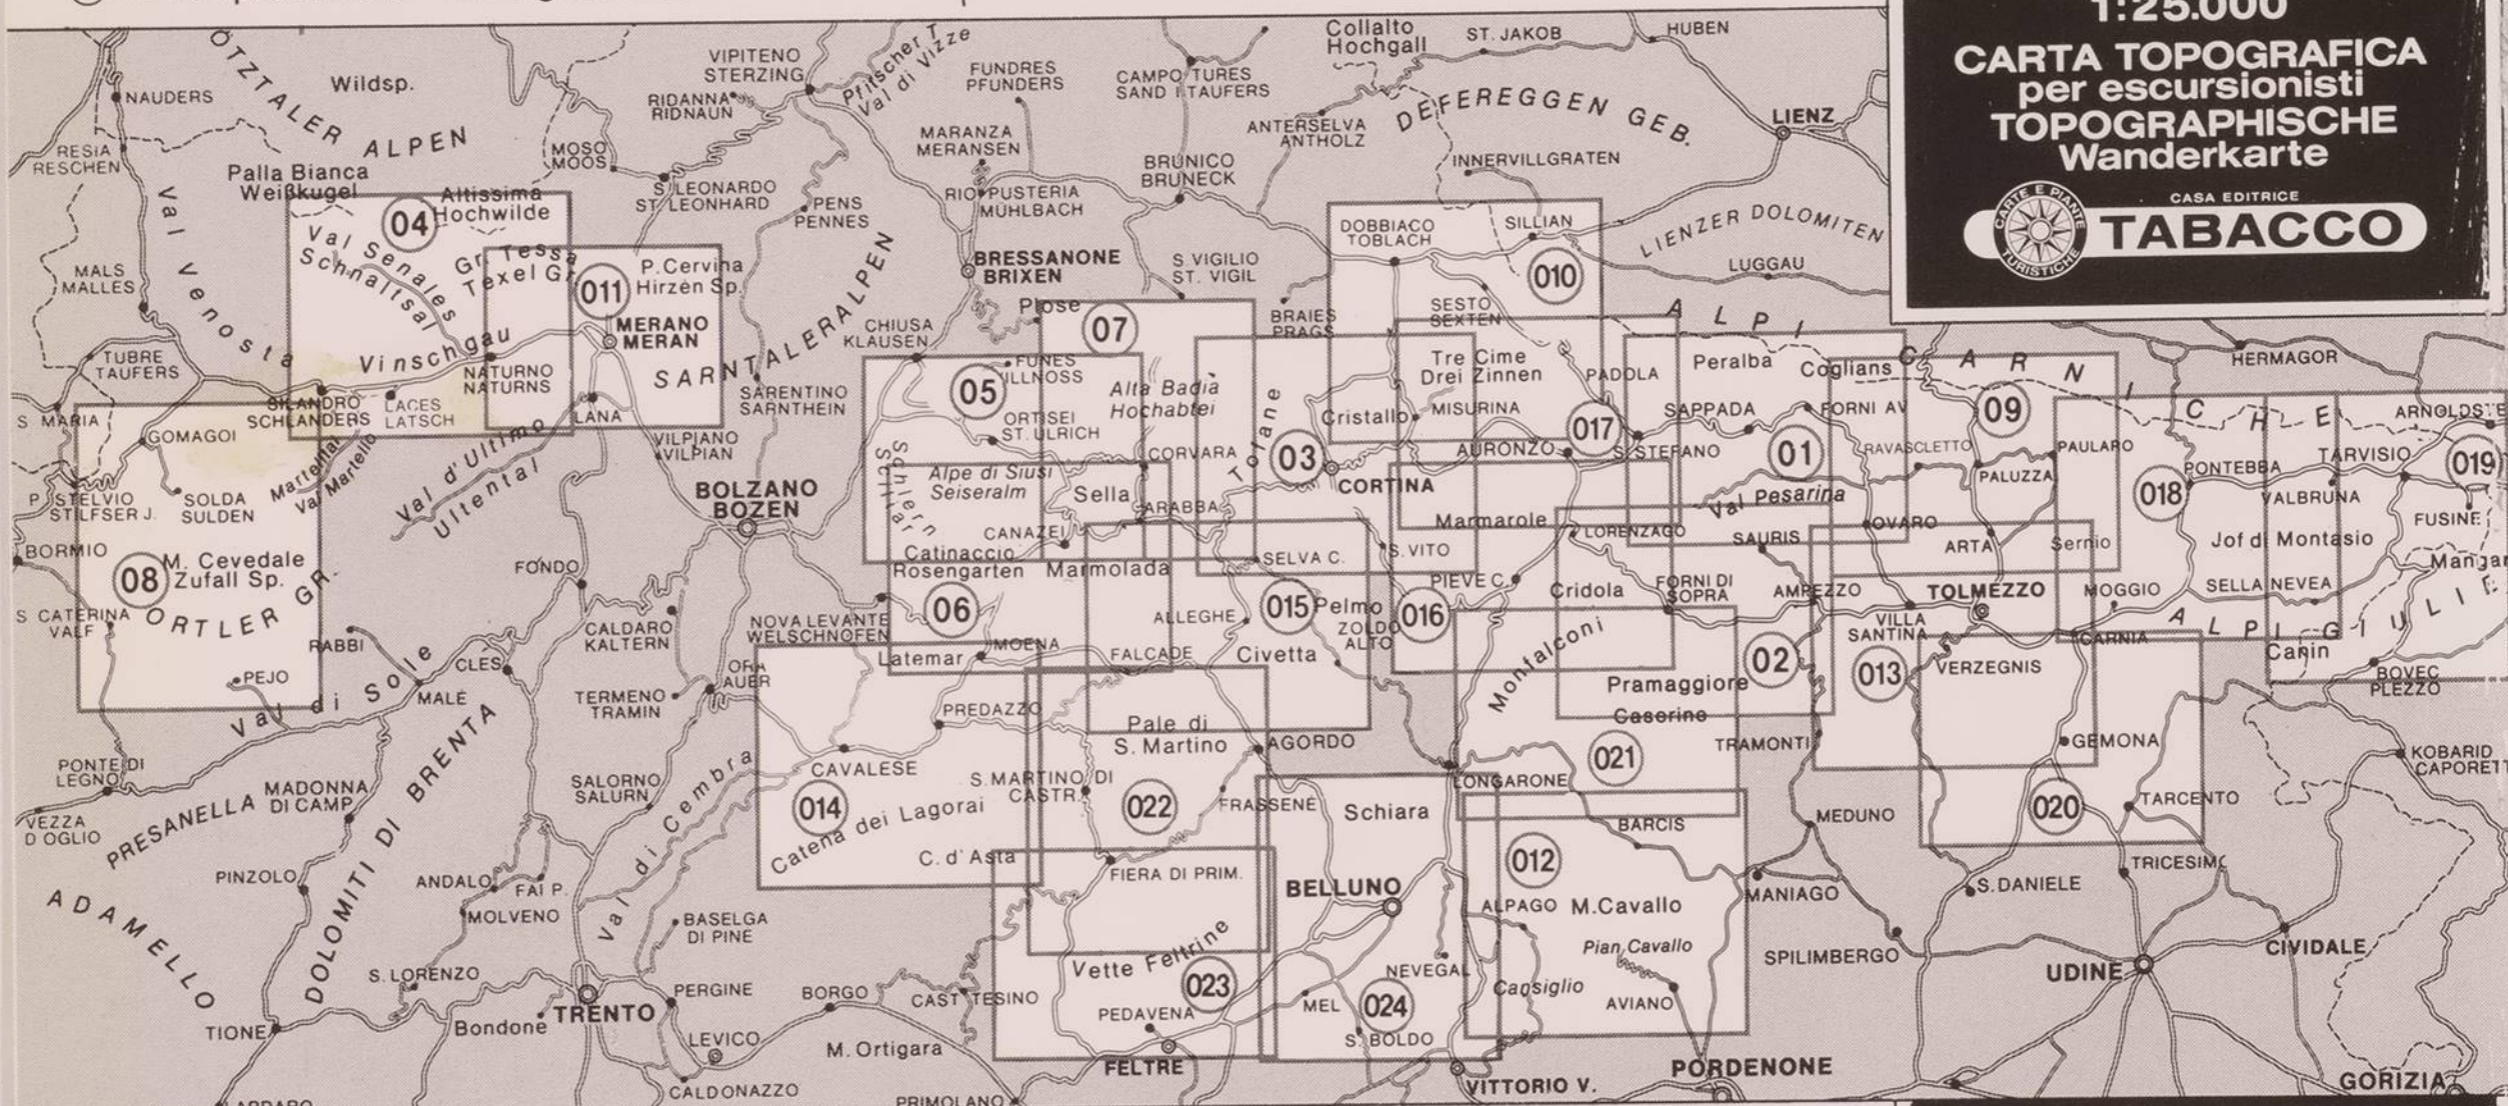 1:25.000
CARTA TOPOGRAFICA
per escursionisti
TOPOGRAPHISCHE
Wanderkarte
CARTE E PIANTE
TURISTICHE
CASA EDITRICE
TABACCO
ÖTZTALER ALPEN
Wildsp.
NAUDERS
RESIA
RESCHEN
Palla Bianca
Weißkugel
Altissima
Hochwilde
04
Val Senales
Schnalstal
Gr. Tessa
Texel Gr.
011
P. Cervina
Hirzen Sp.
MERANO
MERAN
Val Venosta
Vinschgau
MALS
MALLES
TUBRE
TAUFERS
NATURNO
NATURNS
SILANDRO
SCHLANDERS
LACES
LATSCH
LANA
S. MARIA
GOMAGOI
P. STELVIO
STILFSER J.
SOLDA
SULDEN
Martelltal
Val Martello
Val d'Ultimo
Ultental
BORMIO
08
M. Cevedale
Zufall Sp.
ORTLER GR.
S CATERINA
VALF
RABBI
PEJO
Val di Sole
MALÉ
CLES
FONDO
PONTE DI
LEGNO
VEZZA
D OGLIO
PRESANELLA
MADONNA
DI CAMP.
DOLOMITI DI BRENTA
ADAMELLO
PINZOLO
ANDALO
FAI P.
MOLVENO
S. LORENZO
TIONE
Bondone
TRENTO
PERGINE
LEVICO
CALDONAZZO
BASELGA
DI PINÉ
Val di Cembra
BORGO
M. Ortigara
PRIMOLANO
CAST TESINO
VIPITENO
STERZING
RIDANNA
RIDNAUN
Pfitscher T.
Val di Vizze
MOSO
MOOS
S LEONARDO
ST LEONHARD
PENS
PENNES
SARNTALERALPEN
SARENTINO
SARNTHEIN
VILPIANO
VILPIAN
BOLZANO
BOZEN
FUNDRES
PFUNDERS
MARANZA
MERANSEN
RIO PUSTERIA
MÜHLBACH
BRESSANONE
BRIXEN
CHIUSA
KLAUSEN
CAMPO TURES
SAND I. TAUFERS
BRUNICO
BRUNECK
S VIGILIO
ST. VIGIL
ANTERSELVA
ANTHOLZ
Collalto
Hochgall
ST. JAKOB
HUBEN
DEFEREGGEN GEB.
INNERVILLGRATEN
LIENZ
LIENZER DOLOMITEN
LUGGAU
DOBBIACO
TOBLACH
SILLIAN
010
SESTO
SEXTEN
BRAIES
PRAGS
Plose
07
FUNES
ILLNOSS
05
ORTISEI
ST. ULRICH
Alta Badia
Hochabtei
CORVARA
Schlern
Sciliar
Alpe di Siusi
Seiseralm
Sella
ARABBA
CANAZEI
Catinaccio
Rosengarten
Marmolada
06
NOVA LEVANTE
WELSCHNOFEN
Latemar
MOENA
FALCADE
CALDARO
KALTERN
ORA
AUER
TERMENO
TRAMIN
SALORNO
SALURN
PREDAZZO
CAVALESE
014
Catena dei Lagorai
C. d'Asta
Pale di
S. Martino
S. MARTINO DI
CASTR.
022
AGORDO
FRASSENÉ
FIERA DI PRIM.
Vette Feltrine
023
PEDAVENA
FELTRE
Tofane
03
CORTINA
Tre Cime
Drei Zinnen
Cristallo
MISURINA
AURONZO
PADOLA
017
S. STEFANO
SELVA C.
S. VITO
Marmarole
LORENZAGO
ALLEGHE
015
Pelmo
ZOLDO
ALTO
Civetta
016
PIEVE C.
Cridola
FORNI DI
SOPRA
Monfalconi
Pramaggiore
Caserine
02
021
LONGARONE
BARCIS
Schiara
BELLUNO
NEVEGAL
MEL
024
S. BOLDO
VITTORIO V.
012
ALPAGO
M. Cavallo
Pian Cavallo
Cansiglio
AVIANO
PORDENONE
ALPI CARNICHE
Peralba
Coglians
SAPPADA
FORNI AV
01
Val Pesarina
RAVASCLETTO
09
PAULARO
PALUZZA
OVARO
ARTA
Sernio
SAURIS
AMPEZZO
TOLMEZZO
VILLA
SANTINA
MOGGIO
CARNIA
VERZEGNIS
013
TRAMONTI
GEMONA
020
TARCENTO
MEDUNO
MANIAGO
SPILIMBERGO
S. DANIELE
TRICESIM
UDINE
CIVIDALE
GORIZIA
HERMAGOR
ARNOLDSTE
TARVISIO
019
PONTEBBA
018
VALBRUNA
FUSINE
Jof di Montasio
Mangar
SELLA NEVEA
ALPI GIULIE
Canin
BOVEC
PLEZZO
KOBARID
CAPORETT